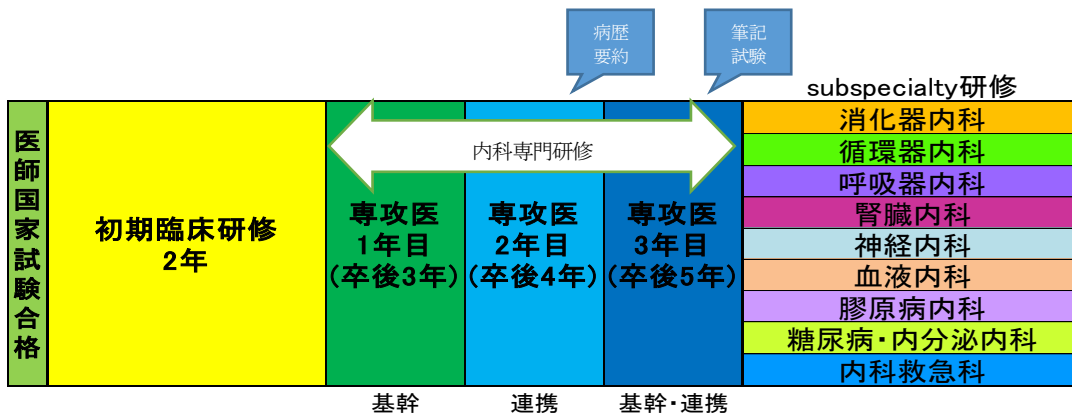 病歴
要約
筆記
試験
subspecialty研修
医師国家試験合格
初期臨床研修
2年
内科専門研修
専攻医
1年目
(卒後3年)
専攻医
2年目
(卒後4年)
専攻医
3年目
(卒後5年)
消化器内科
循環器内科
呼吸器内科
腎臓内科
神経内科
血液内科
膠原病内科
糖尿病・内分泌内科
内科救急科
基幹
連携
基幹・連携